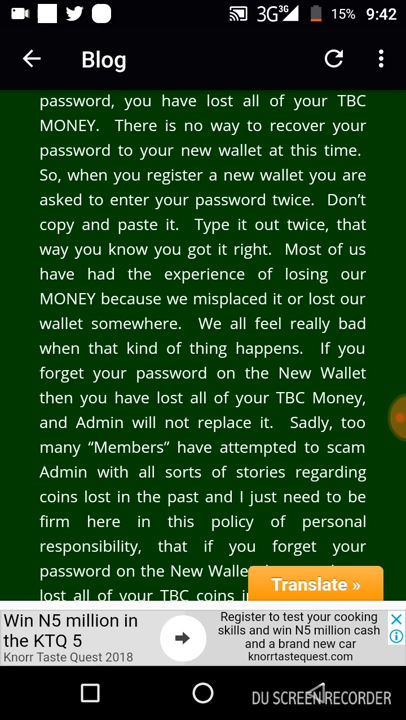 3G 3G 15% 9:42
Blog
password, you have lost all of your TBC
MONEY. There is no way to recover your
password to your new wallet at this time.
So, when you register a new wallet you are
asked to enter your password twice. Don’t
copy and paste it. Type it out twice, that
way you know you got it right. Most of us
have had the experience of losing our
MONEY because we misplaced it or lost our
wallet somewhere. We all feel really bad
when that kind of thing happens. If you
forget your password on the New Wallet
then you have lost all of your TBC Money,
and Admin will not replace it. Sadly, too
many “Members” have attempted to scam
Admin with all sorts of stories regarding
coins lost in the past and I just need to be
firm here in this policy of personal
responsibility, that if you forget your
password on the New Walle
lost all of your TBC coins i
Translate »
Win N5 million in
the KTQ 5
Knorr Taste Quest 2018
Register to test your cooking
skills and win N5 million cash
and a brand new car
knorrtastequest.com
DU SCREEN RECORDER